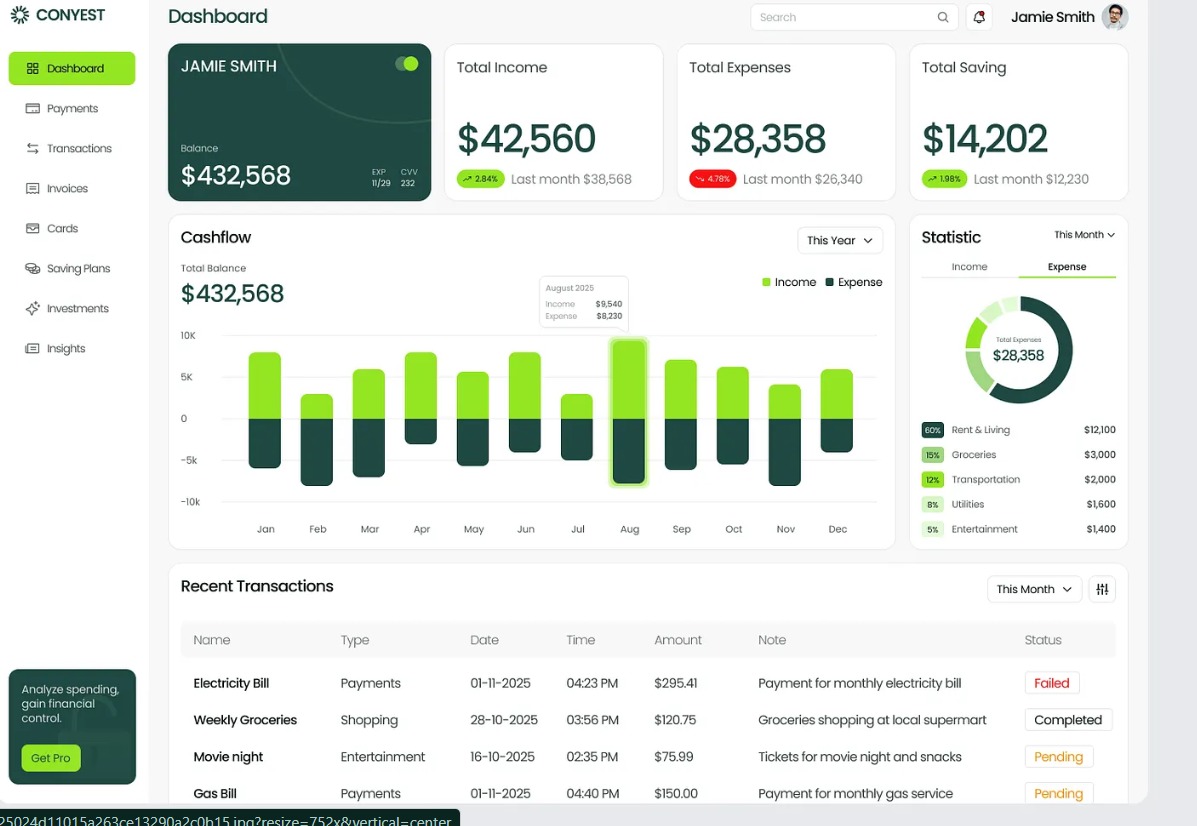 CONYEST
Dashboard
Search
Jamie Smith
Dashboard
Payments
Transactions
Invoices
Cards
Saving Plans
Investments
Insights
Analyze spending,
gain financial
control.
Get Pro
JAMIE SMITH
Balance
$432,568
EXP
11/29
CVV
232
Total Income
$42,560
2.84% Last month $38,568
Total Expenses
$28,358
4.78% Last month $26,340
Total Saving
$14,202
1.98% Last month $12,230
Cashflow
This Year
Total Balance
$432,568
Income Expense
August 2025
Income $9,540
Expense $8,230
10K
5K
0
-5k
-10k
Jan Feb Mar Apr May Jun Jul Aug Sep Oct Nov Dec
Statistic
This Month
Income Expense
Total Expenses
$28,358
60% Rent & Living $12,100
15% Groceries $3,000
12% Transportation $2,000
8% Utilities $1,600
5% Entertainment $1,400
Recent Transactions
This Month
Name Type Date Time Amount Note Status
Electricity Bill Payments 01-11-2025 04:23 PM $295.41 Payment for monthly electricity bill Failed
Weekly Groceries Shopping 28-10-2025 03:56 PM $120.75 Groceries shopping at local supermart Completed
Movie night Entertainment 16-10-2025 02:35 PM $75.99 Tickets for movie night and snacks Pending
Gas Bill Payments 01-11-2025 04:40 PM $150.00 Payment for monthly gas service Pending
25024d11015a263ce13290a2c0b15.jpg?resize=752x&vertical=center